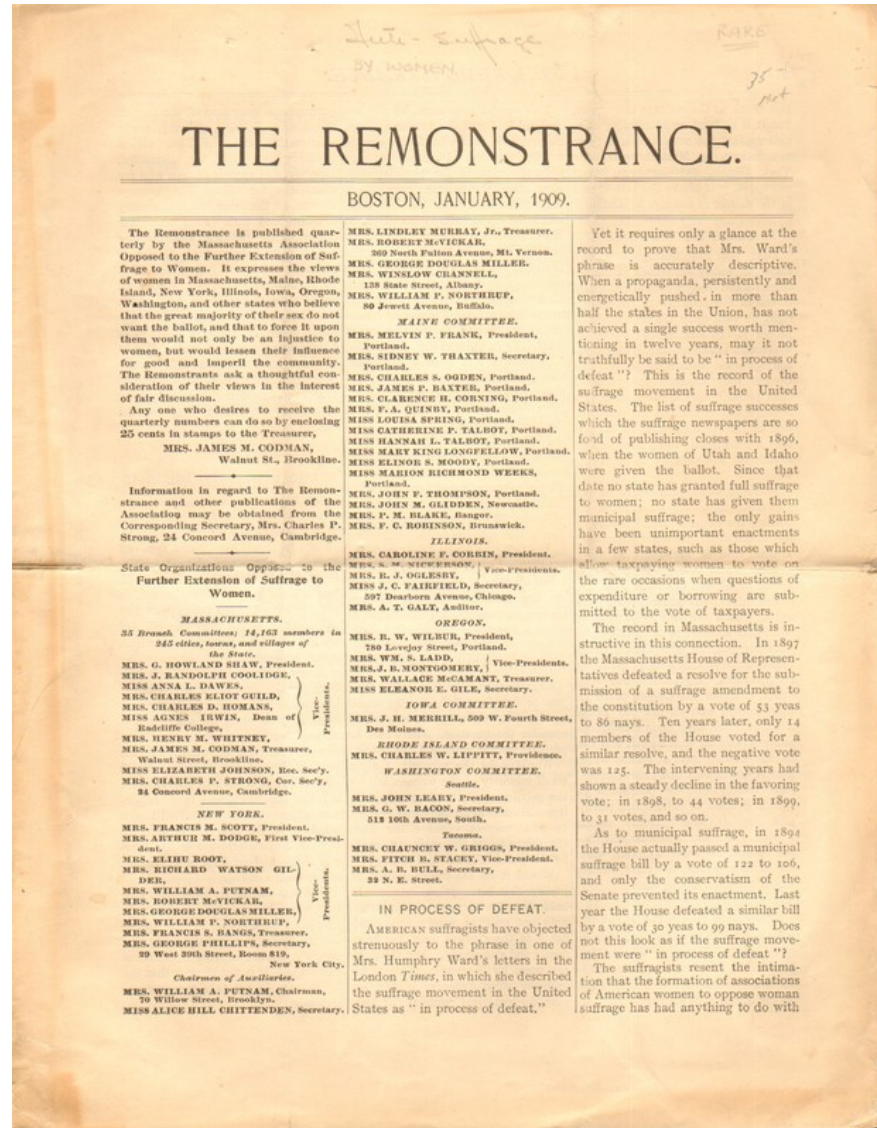 Anti-Suffrage
BY WOMEN
RARE
35
THE REMONSTRANCE.
BOSTON, JANUARY, 1909.
The Remonstrance is published quar-
terly by the Massachusetts Association
Opposed to the Further Extension of Suf-
frage to Women. It expresses the views
of women in Massachusetts, Maine, Rhode
Island, New York, Illinois, Iowa, Oregon,
Washington, and other states who believe
that the great majority of their sex do not
want the ballot, and that to force it upon
them would not only be an injustice to
women, but would lessen their influence
for good and imperil the community.
The Remonstrants ask a thoughtful con-
sideration of their views in the interest
of fair discussion.
Any one who desires to receive the
quarterly numbers can do so by enclosing
25 cents in stamps to the Treasurer,
MRS. JAMES M. CODMAN,
Walnut St., Brookline.
Information in regard to The Remon-
strance and other publications of the
Association may be obtained from the
Corresponding Secretary, Mrs. Charles P.
Strong, 24 Concord Avenue, Cambridge.
State Organizations Opposed to the
Further Extension of Suffrage to
Women.
MASSACHUSETTS.
35 Branch Committees; 14,163 members in
245 cities, towns, and villages of
the State.
MRS. G. HOWLAND SHAW, President.
MRS. J. RANDOLPH COOLIDGE,
MISS ANNA L. DAWES,
MRS. CHARLES ELIOT GUILD,
MRS. CHARLES D. HOMANS,
MISS AGNES IRWIN, Dean of
Radcliffe College,
MRS. HENRY M. WHITNEY,
Vice-
Presidents.
MRS. JAMES M. CODMAN, Treasurer,
Walnut Street, Brookline.
MISS ELIZABETH JOHNSON, Rec. Sec'y.
MRS. CHARLES P. STRONG, Cor. Sec'y,
24 Concord Avenue, Cambridge.
NEW YORK.
MRS. FRANCIS M. SCOTT, President.
MRS. ARTHUR M. DODGE, First Vice-Presi-
dent.
MRS. ELIHU ROOT,
MRS. RICHARD WATSON GIL-
DER,
MRS. WILLIAM A. PUTNAM,
MRS. ROBERT McVICKAR,
MRS. GEORGE DOUGLAS MILLER,
MRS. WILLIAM P. NORTHRUP,
Vice-
Presidents.
MRS. FRANCIS S. BANGS, Treasurer.
MRS. GEORGE PHILLIPS, Secretary,
29 West 39th Street, Room 819,
New York City.
Chairmen of Auxiliaries.
MRS. WILLIAM A. PUTNAM, Chairman,
70 Willow Street, Brooklyn.
MISS ALICE HILL CHITTENDEN, Secretary.
MRS. LINDLEY MURRAY, Jr., Treasurer.
MRS. ROBERT McVICKAR,
269 North Fulton Avenue, Mt. Vernon.
MRS. GEORGE DOUGLAS MILLER.
MRS. WINSLOW CRANNELL,
138 State Street, Albany.
MRS. WILLIAM P. NORTHRUP,
80 Jewett Avenue, Buffalo.
MAINE COMMITTEE.
MRS. MELVIN P. FRANK, President,
Portland.
MRS. SIDNEY W. THAXTER, Secretary,
Portland.
MRS. CHARLES S. OGDEN, Portland.
MRS. JAMES P. BAXTER, Portland.
MRS. CLARENCE H. CORNING, Portland.
MRS. F. A. QUINBY, Portland.
MISS LOUISA SPRING, Portland.
MISS CATHERINE P. TALBOT, Portland.
MISS HANNAH L. TALBOT, Portland.
MISS MARY KING LONGFELLOW, Portland.
MISS ELINOR S. MOODY, Portland.
MISS MARION RICHMOND WEEKS,
Portland.
MRS. JOHN F. THOMPSON, Portland.
MRS. JOHN M. GLIDDEN, Newcastle.
MRS. P. M. BLAKE, Bangor.
MRS. F. C. ROBINSON, Brunswick.
ILLINOIS.
MRS. CAROLINE F. CORBIN, President.
MRS. S. M. NICKERSON,
MRS. R. J. OGLESBY,
Vice-Presidents.
MISS J. C. FAIRFIELD, Secretary,
597 Dearborn Avenue, Chicago.
MRS. A. T. GALT, Auditor.
OREGON.
MRS. R. W. WILBUR, President,
780 Lovejoy Street, Portland.
MRS. WM. S. LADD,
MRS. J. B. MONTGOMERY,
Vice-Presidents.
MRS. WALLACE McCAMANT, Treasurer.
MISS ELEANOR E. GILE, Secretary.
IOWA COMMITTEE.
MRS. J. H. MERRILL, 509 W. Fourth Street,
Des Moines.
RHODE ISLAND COMMITTEE.
MRS. CHARLES W. LIPPITT, Providence.
WASHINGTON COMMITTEE.
Seattle.
MRS. JOHN LEARY, President.
MRS. G. W. BACON, Secretary,
512 10th Avenue, South.
Tacoma.
MRS. CHAUNCEY W. GRIGGS, President.
MRS. FITCH B. STACEY, Vice-President.
MRS. A. B. BULL, Secretary,
32 N. E. Street.
IN PROCESS OF DEFEAT.
AMERICAN suffragists have objected
strenuously to the phrase in one of
Mrs. Humphry Ward's letters in the
London Times, in which she described
the suffrage movement in the United
States as "in process of defeat."
Yet it requires only a glance at the
record to prove that Mrs. Ward's
phrase is accurately descriptive.
When a propaganda, persistently and
energetically pushed, in more than
half the states in the Union, has not
achieved a single success worth men-
tioning in twelve years, may it not
truthfully be said to be "in process of
defeat"? This is the record of the
suffrage movement in the United
States. The list of suffrage successes
which the suffrage newspapers are so
fond of publishing closes with 1896,
when the women of Utah and Idaho
were given the ballot. Since that
date no state has granted full suffrage
to women; no state has given them
municipal suffrage; the only gains
have been unimportant enactments
in a few states, such as those which
allow taxpaying women to vote on
the rare occasions when questions of
expenditure or borrowing are sub-
mitted to the vote of taxpayers.
The record in Massachusetts is in-
structive in this connection. In 1897
the Massachusetts House of Represen-
tatives defeated a resolve for the sub-
mission of a suffrage amendment to
the constitution by a vote of 53 yeas
to 86 nays. Ten years later, only 14
members of the House voted for a
similar resolve, and the negative vote
was 125. The intervening years had
shown a steady decline in the favoring
vote; in 1898, to 44 votes; in 1899,
to 31 votes, and so on.
As to municipal suffrage, in 1894
the House actually passed a municipal
suffrage bill by a vote of 122 to 106,
and only the conservatism of the
Senate prevented its enactment. Last
year the House defeated a similar bill
by a vote of 30 yeas to 99 nays. Does
not this look as if the suffrage move-
ment were "in process of defeat"?
The suffragists resent the intima-
tion that the formation of associations
of American women to oppose woman
suffrage has had anything to do with